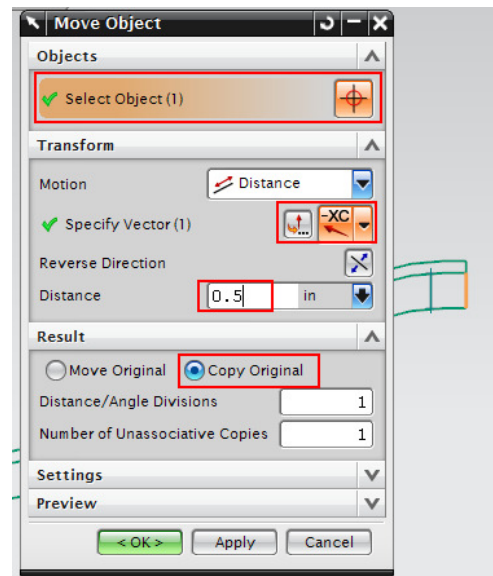 Move Object
Objects
Select Object (1)
Transform
Motion Distance
Specify Vector (1) -XC
Reverse Direction
Distance 0.5 in
Result
Move Original Copy Original
Distance/Angle Divisions 1
Number of Unassociative Copies 1
Settings
Preview
< OK > Apply Cancel